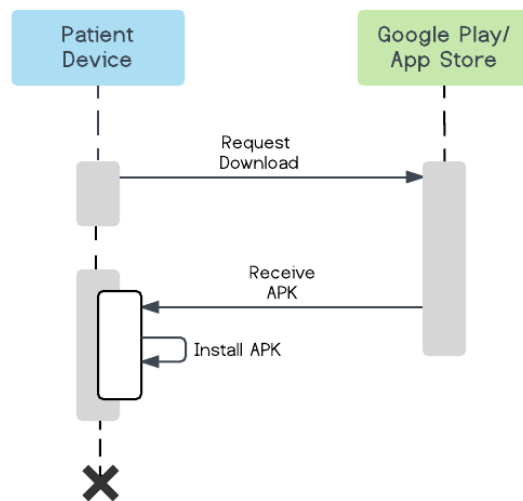 Patient
Device
Google Play/
App Store
Request
Download
Receive
APK
Install APK